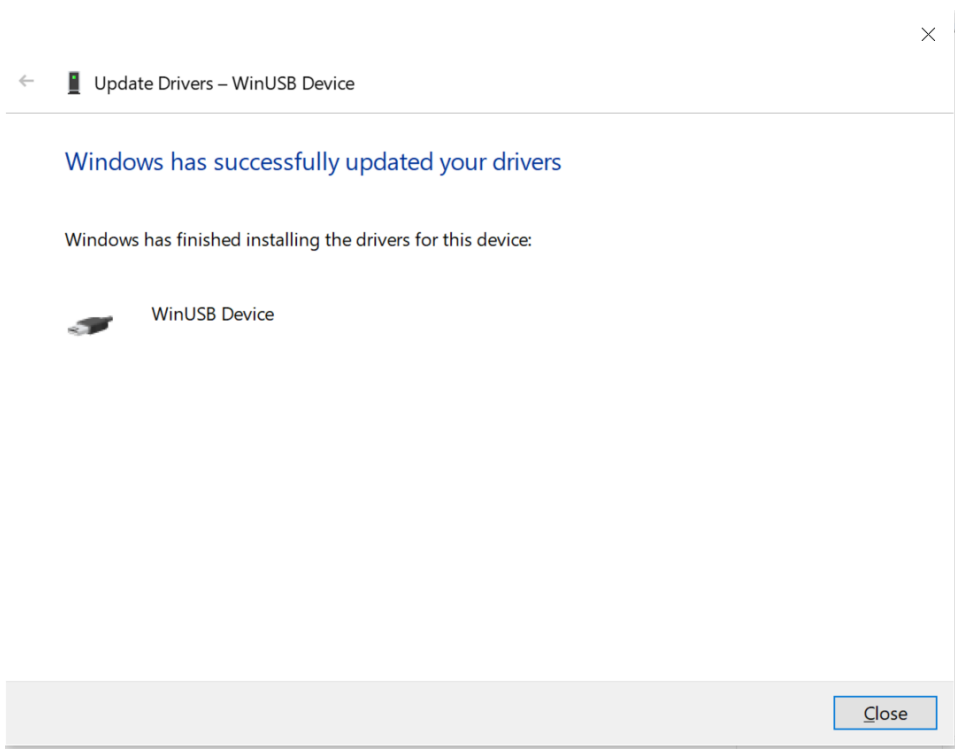 Update Drivers – WinUSB Device
Windows has successfully updated your drivers
Windows has finished installing the drivers for this device:
WinUSB Device
Close